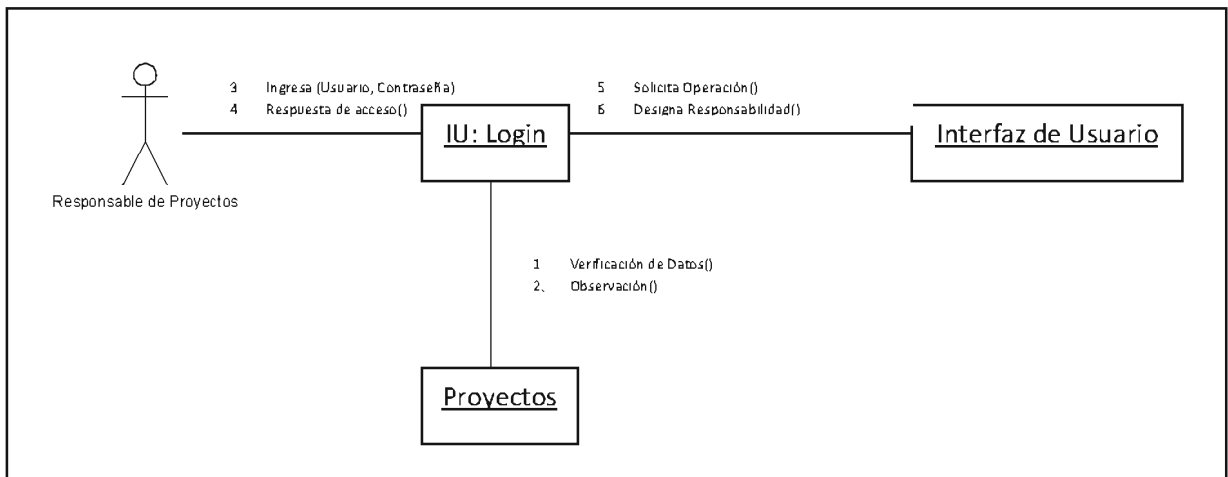 3 Ingresa (Usuario, Contraseña)
4 Respuesta de acceso()
5 Solicita Operación()
6 Designa Responsabilidad()
IU: Login
Interfaz de Usuario
Responsable de Proyectos
1 Verificación de Datos()
2. Observación()
Proyectos